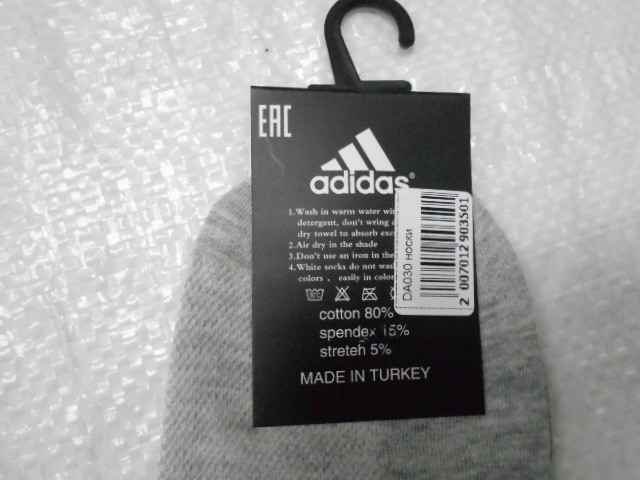 EAC
adidas®
1.Wash in warm water
detergent, don't wring
dry towel to absorb
2.Air dry in the shade
3.Don't use an iron in the
4.White socks do not
colors , easily in
cotton 80%
spendex 15%
streteh 5%
MADE IN TURKEY
DA030 носки
2 007012 903501